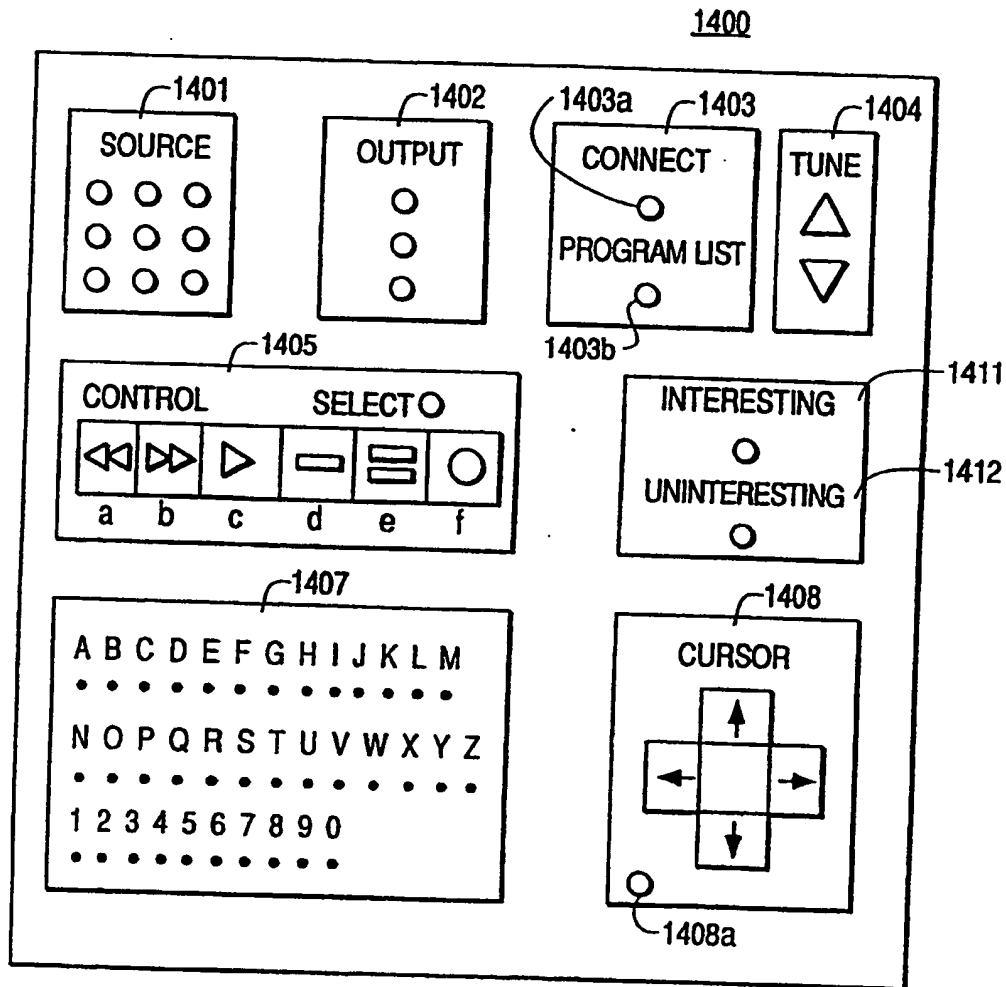 1400
1401
SOURCE
1402
OUTPUT
1403a
1403
CONNECT
PROGRAM LIST
1403b
1404
TUNE
1405
CONTROL SELECT
a b c d e f
1411
INTERESTING
1412
UNINTERESTING
1407
A B C D E F G H I J K L M
N O P Q R S T U V W X Y Z
1 2 3 4 5 6 7 8 9 0
1408
CURSOR
1408a